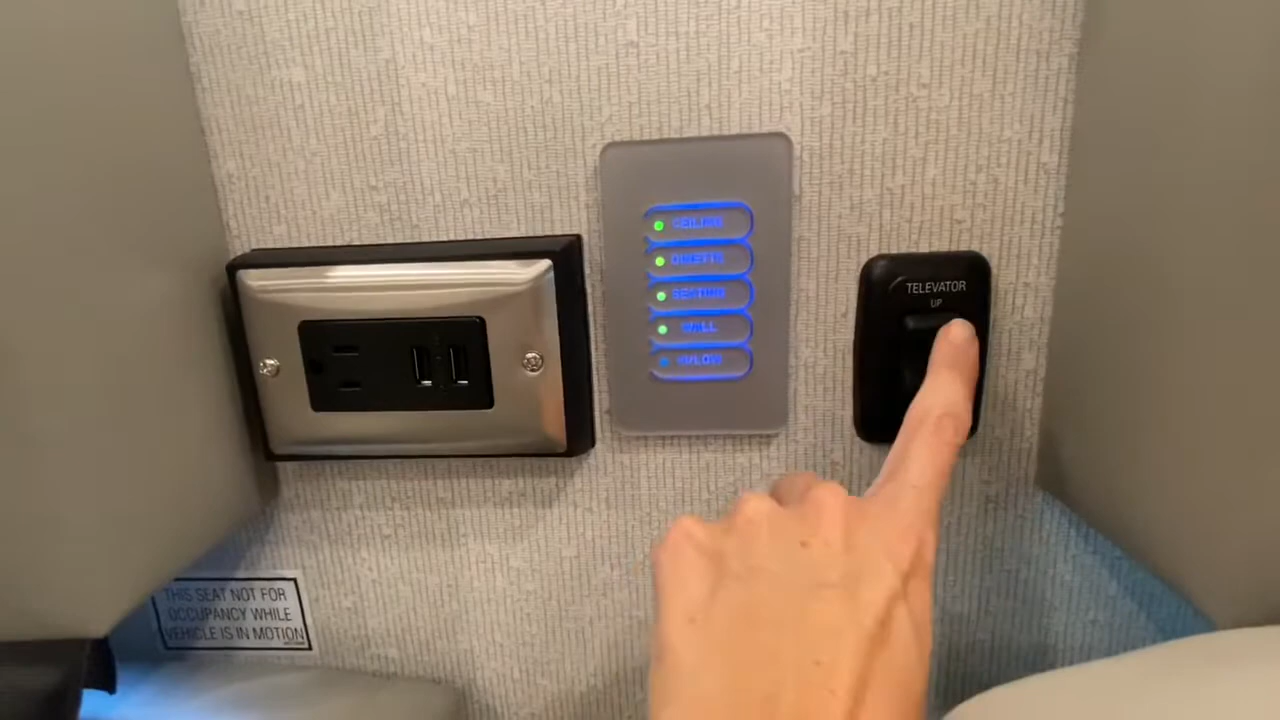 CEILING
DINETTE
SEATING
WALL
TELEVATOR
UP
THIS SEAT NOT FOR
OCCUPANCY WHILE
VEHICLE IS IN MOTION